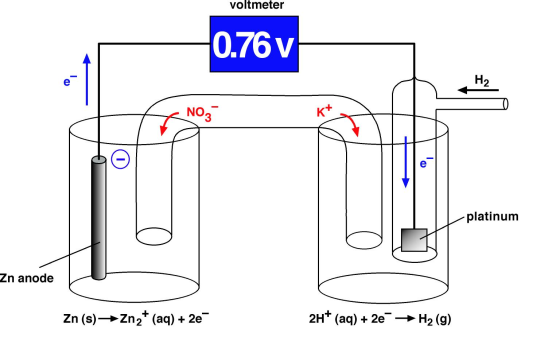 voltmeter
0.76 v
e⁻
NO₃⁻
K⁺
H₂
−
e⁻
platinum
Zn anode
Zn (s) → Zn₂⁺ (aq) + 2e⁻
2H⁺ (aq) + 2e⁻ → H₂ (g)